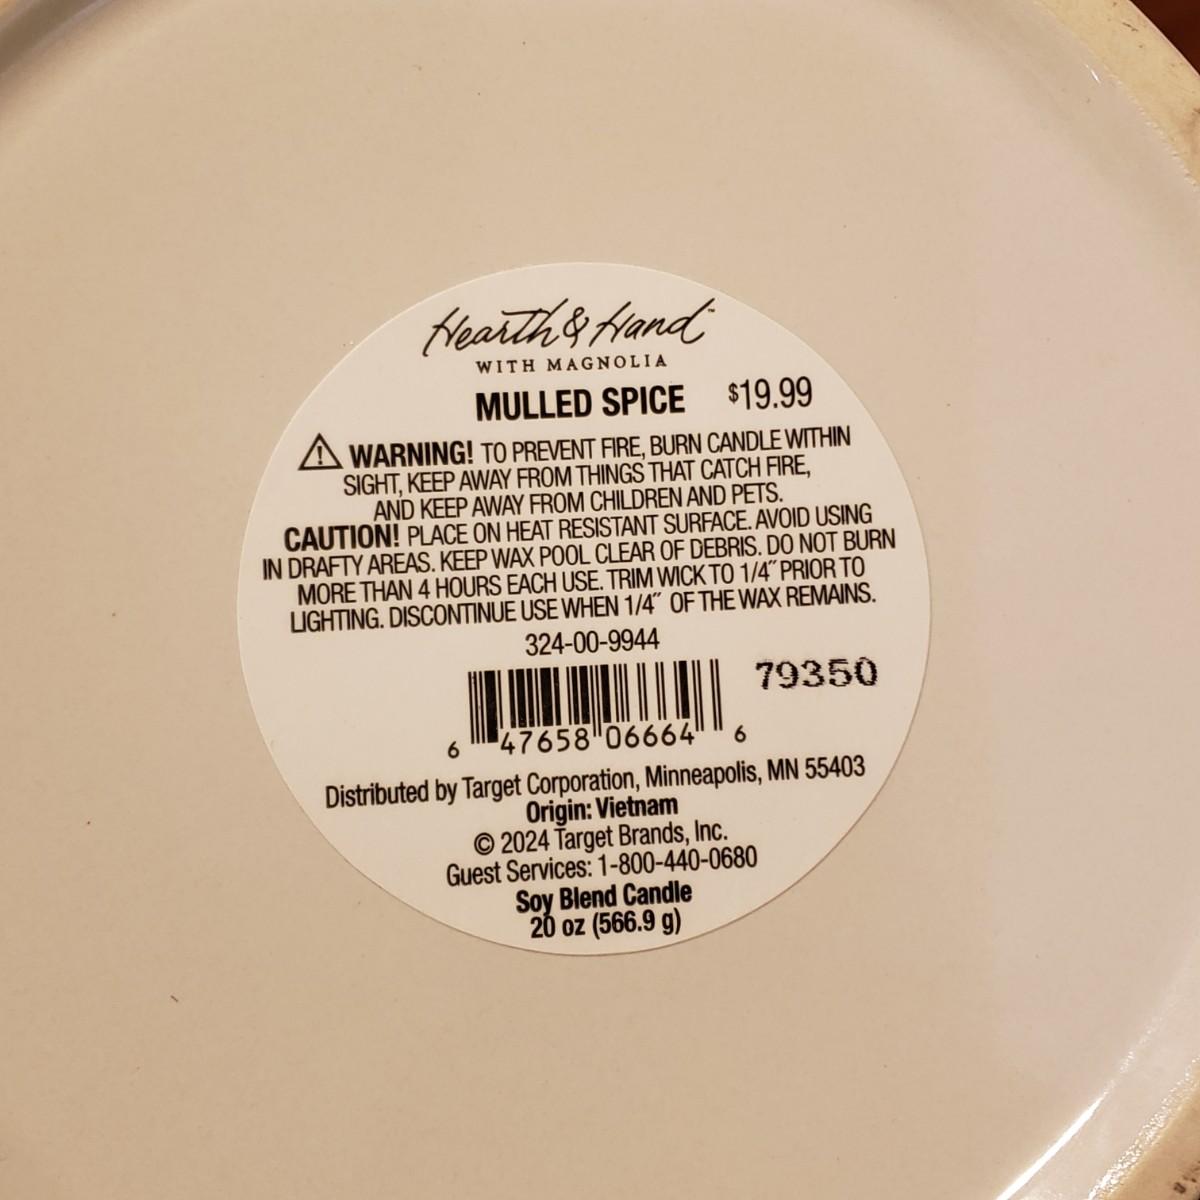 Hearth & Hand™
WITH MAGNOLIA
MULLED SPICE $19.99
⚠ WARNING! TO PREVENT FIRE, BURN CANDLE WITHIN
SIGHT, KEEP AWAY FROM THINGS THAT CATCH FIRE,
AND KEEP AWAY FROM CHILDREN AND PETS.
CAUTION! PLACE ON HEAT RESISTANT SURFACE. AVOID USING
IN DRAFTY AREAS. KEEP WAX POOL CLEAR OF DEBRIS. DO NOT BURN
MORE THAN 4 HOURS EACH USE. TRIM WICK TO 1/4˝ PRIOR TO
LIGHTING. DISCONTINUE USE WHEN 1/4˝ OF THE WAX REMAINS.
324-00-9944
79350
6 47658 06664 6
Distributed by Target Corporation, Minneapolis, MN 55403
Origin: Vietnam
© 2024 Target Brands, Inc.
Guest Services: 1-800-440-0680
Soy Blend Candle
20 oz (566.9 g)